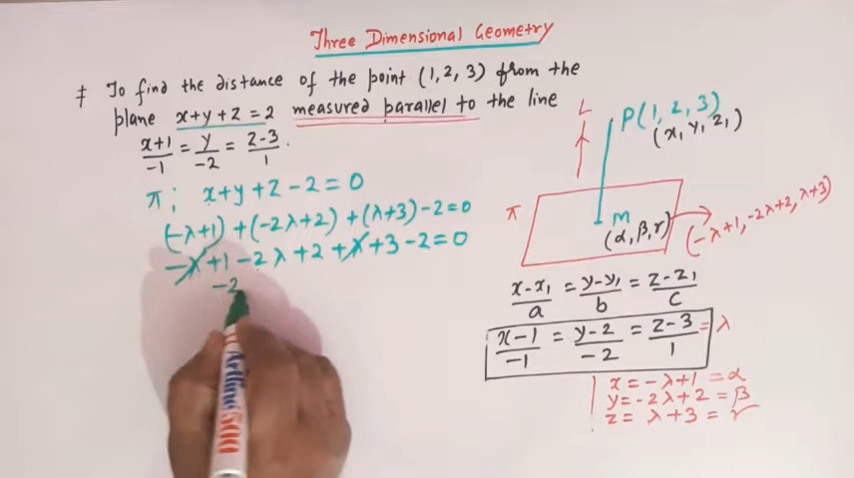 Three Dimensional Geometry
‡ To find the distance of the point (1, 2, 3) from the
plane x+y+z=2 measured parallel to the line
x+1/-1 = y/-2 = z-3/1.
π; x+y+z-2=0
(-λ+1)+(-2λ+2)+(λ+3)-2=0
-λ+1-2λ+2+λ+3-2=0
-2
L
P(1, 2, 3)
(x, y, z,)
π
M
(α, β, γ)
(-λ+1, -2λ+2, λ+3)
x-x₁/a = y-y₁/b = z-z₁/c
x-1/-1 = y-2/-2 = z-3/1 = λ
x=-λ+1 =α
y=-2λ+2 =β
z= λ+3 = γ
Artline